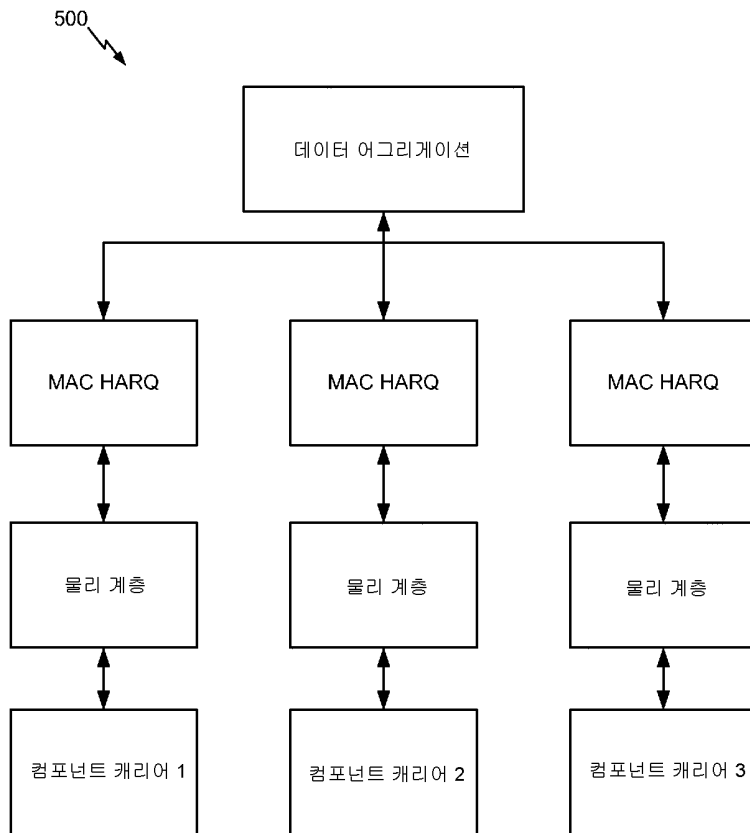 500
데이터 어그리게이션
MAC HARQ
MAC HARQ
MAC HARQ
물리 계층
물리 계층
물리 계층
컴포넌트 캐리어 1
컴포넌트 캐리어 2
컴포넌트 캐리어 3